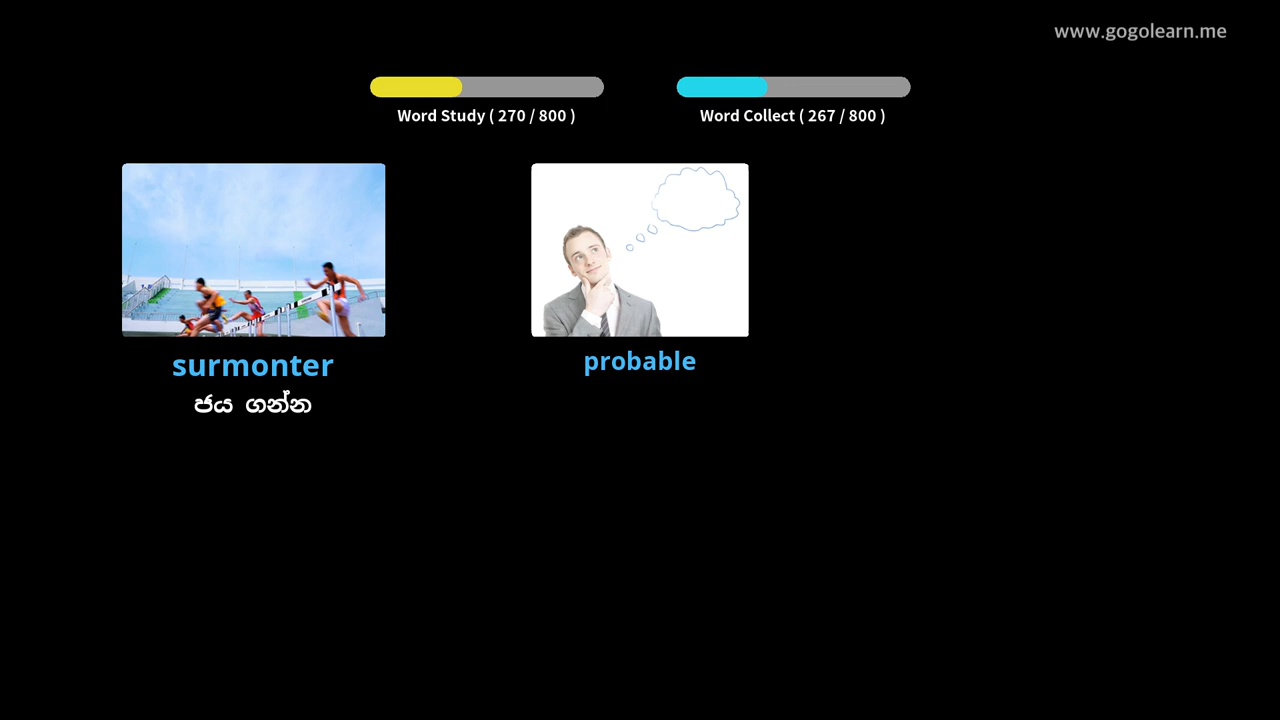 www.gogolearn.me
Word Study ( 270 / 800 )
Word Collect ( 267 / 800 )
surmonter
ජය ගන්න
probable